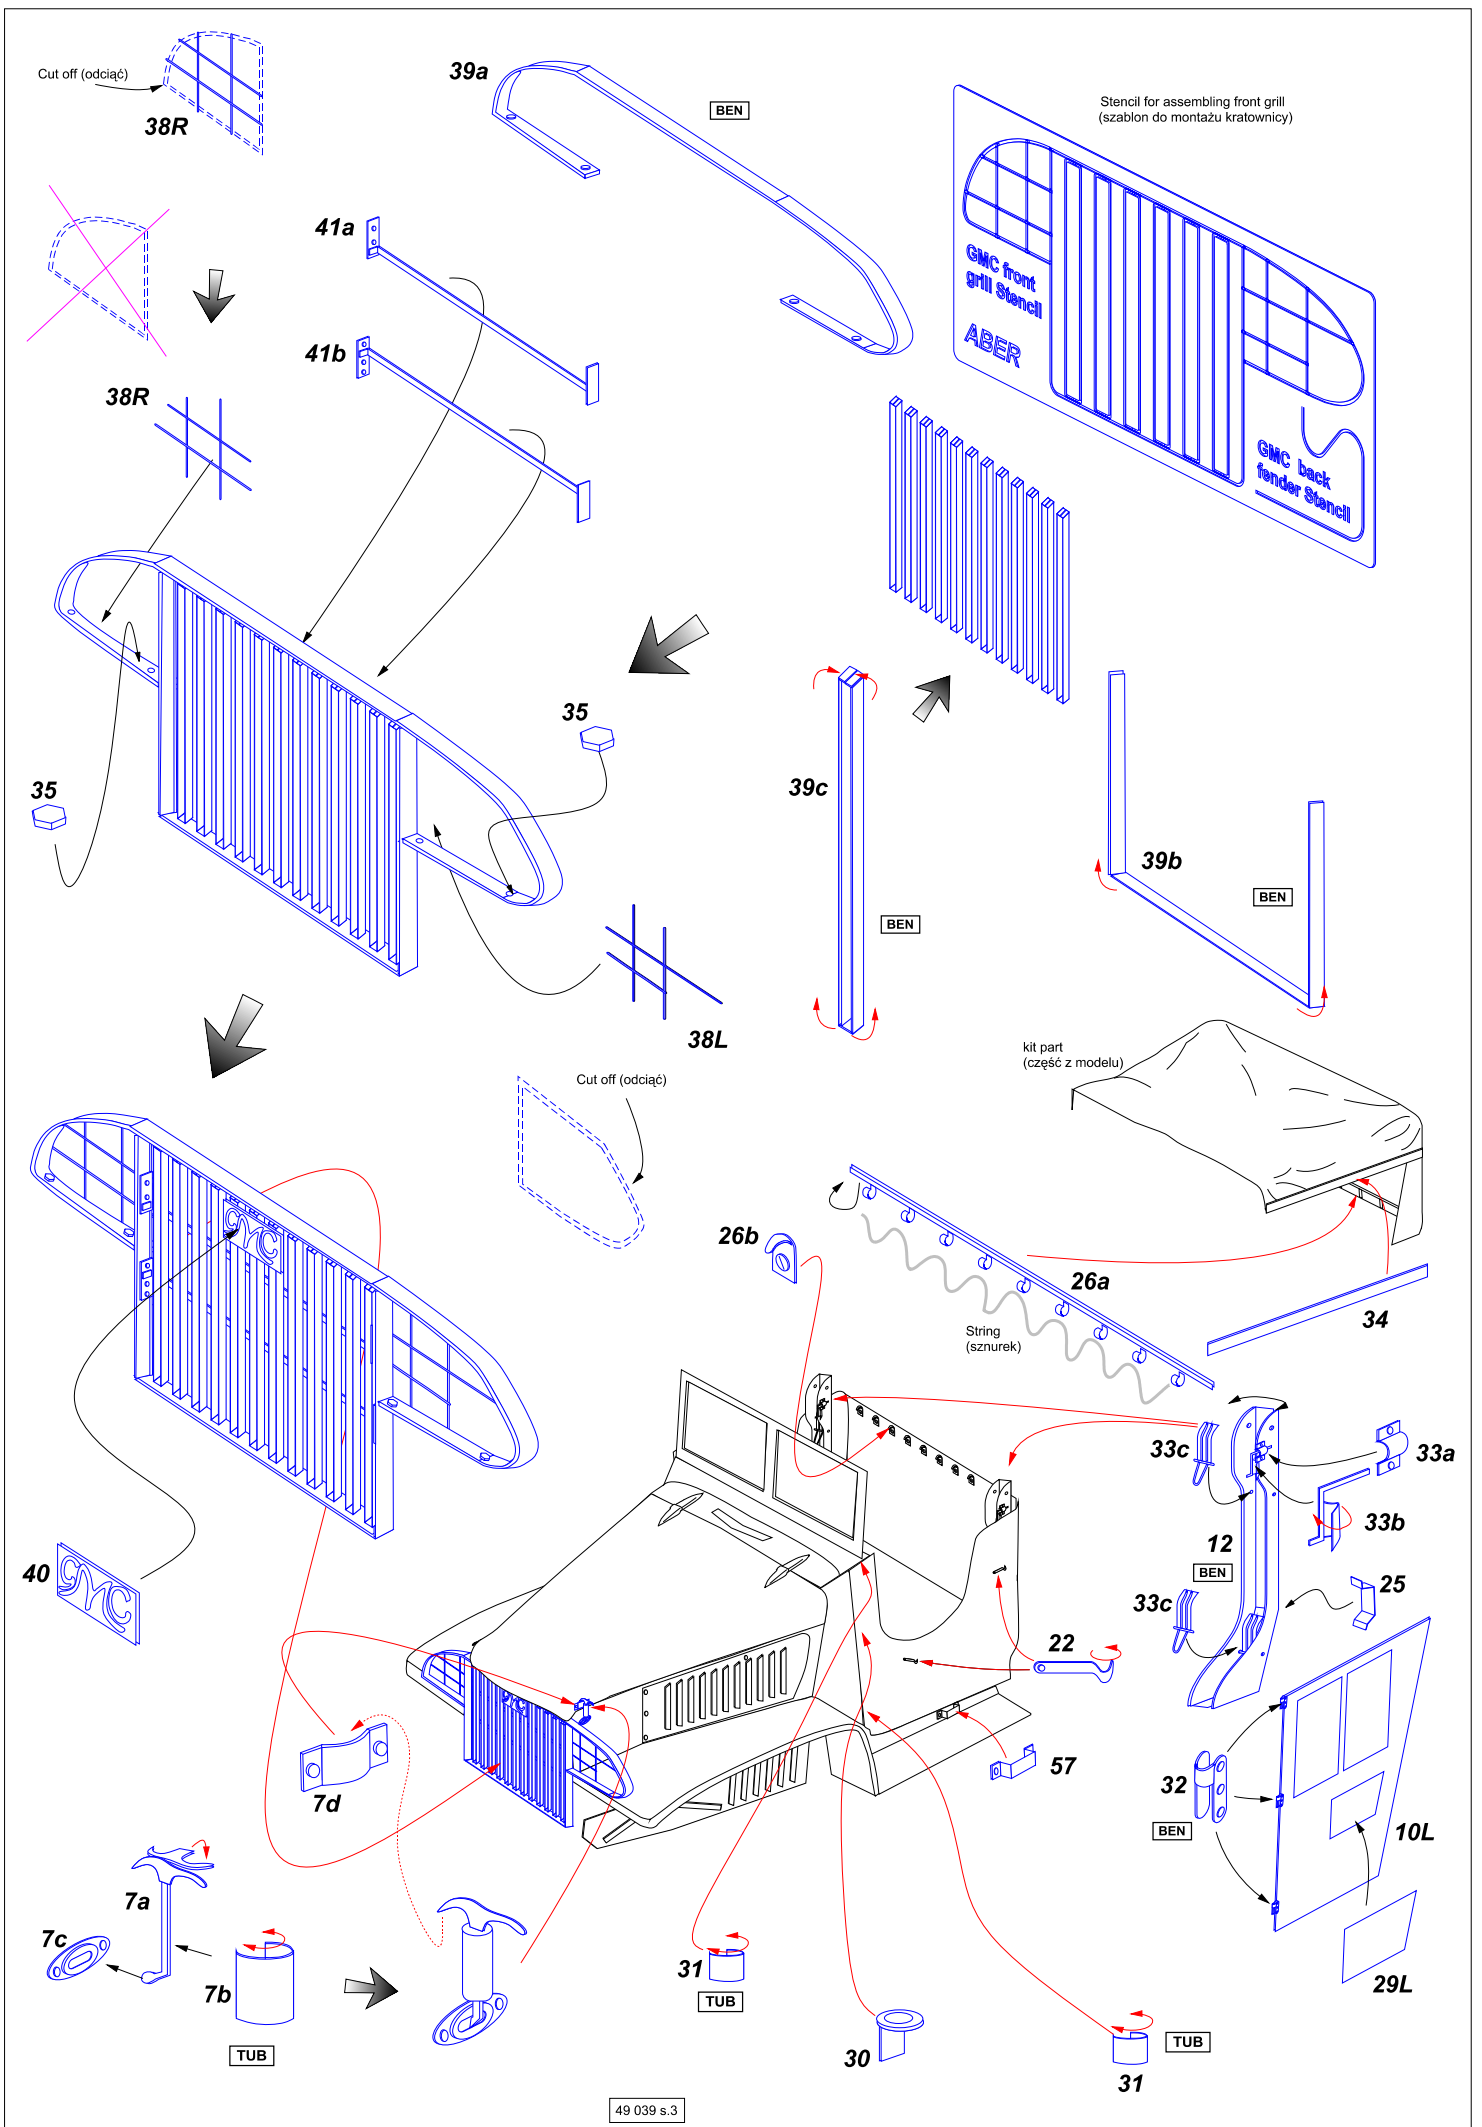 Cut off (odciąć)
38R
39a
BEN
Stencil for assembling front grill
(szablon do montażu kratownicy)
41a
GMC front
grill Stencil
ABER
41b
38R
GMC back
fender Stencil
35
35
39c
39b
BEN
BEN
38L
kit part
(część z modelu)
Cut off (odciąć)
GMC
26b
26a
34
String
(sznurek)
33c
33a
33b
12
BEN
40
GMC
33c
25
22
GMC
7d
57
32
BEN
10L
7a
7c
7b
TUB
31
TUB
29L
30
31
TUB
49 039 s.3